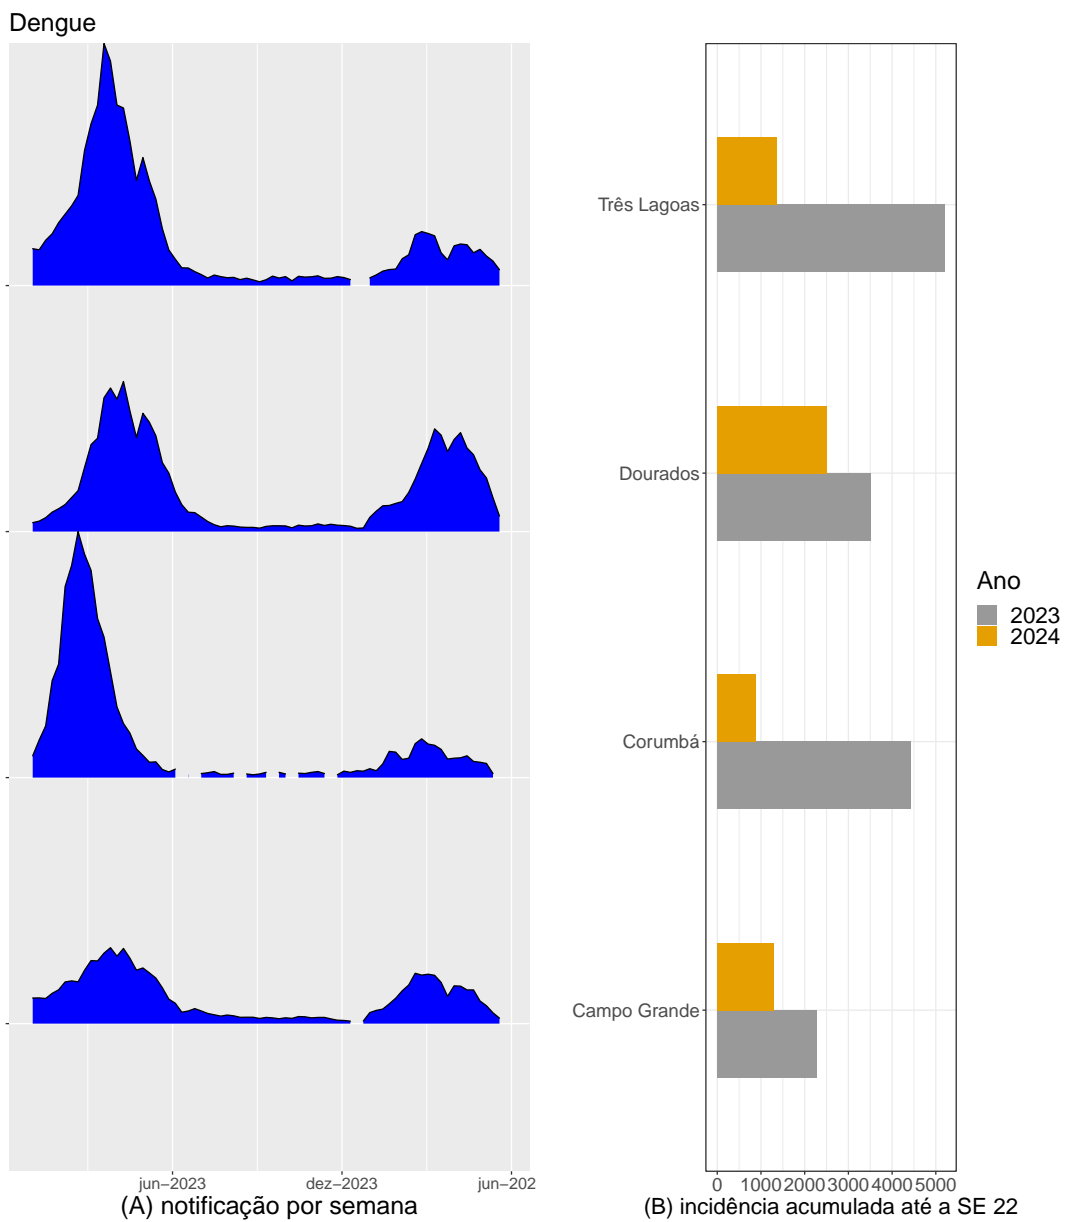 Dengue
Três Lagoas
Dourados
Corumbá
Campo Grande
Ano
2023
2024
jun–2023 dez–2023 jun–202
0 1000 2000 3000 4000 5000
(A) notificação por semana
(B) incidência acumulada até a SE 22